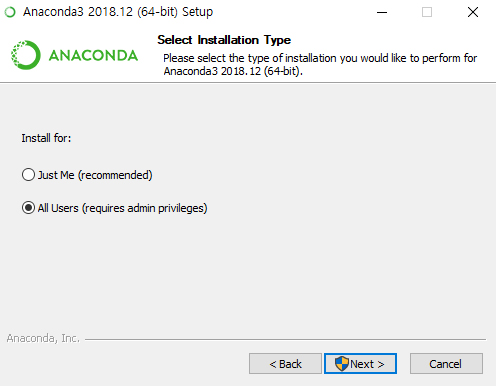 Anaconda3 2018.12 (64-bit) Setup
ANACONDA
Select Installation Type
Please select the type of installation you would like to perform for
Anaconda3 2018.12 (64-bit).
Install for:
Just Me (recommended)
All Users (requires admin privileges)
Anaconda, Inc.
< Back
Next >
Cancel